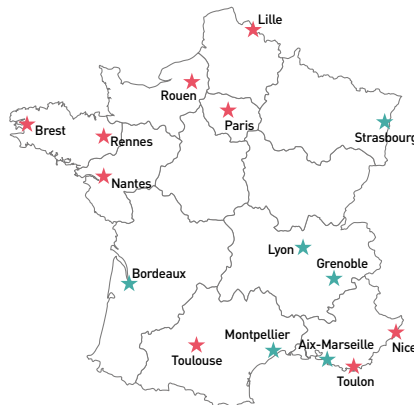 Lille
Rouen
Paris
Strasbourg
Brest
Rennes
Nantes
Lyon
Grenoble
Bordeaux
Montpellier
Aix-Marseille
Nice
Toulouse
Toulon